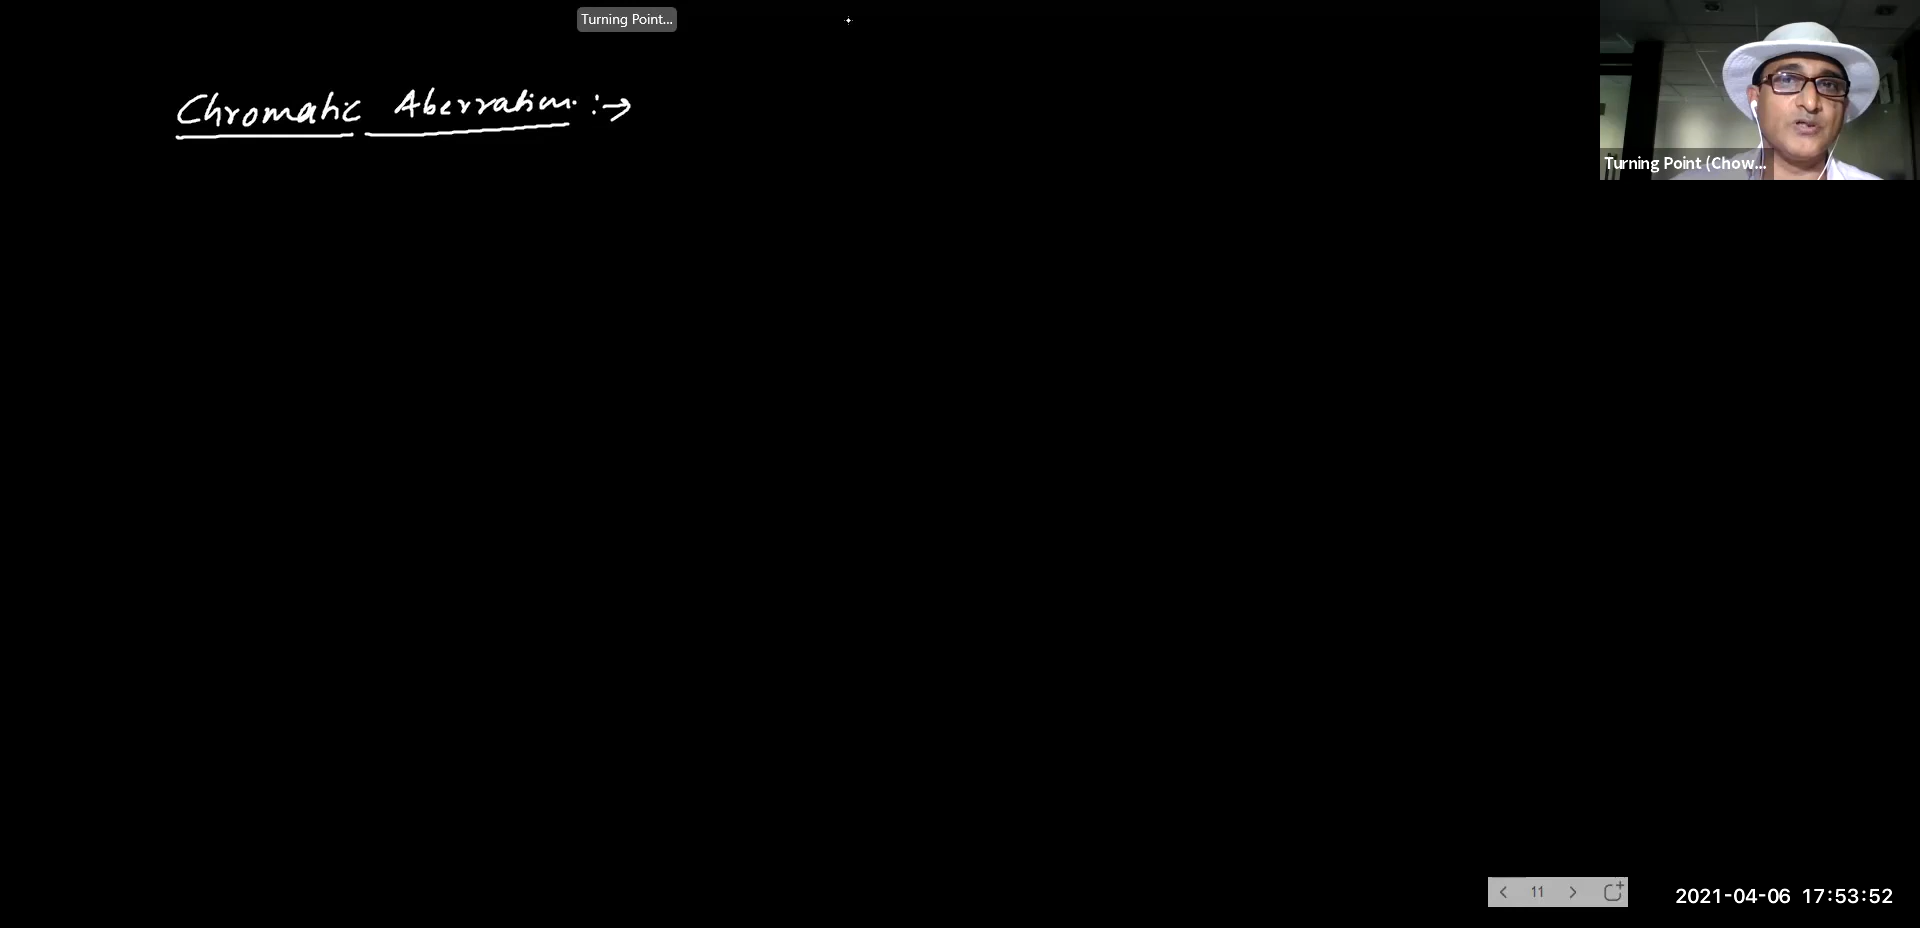 Turning Point...
Chromatic Aberration :→
Turning Point (Chow...
11
2021-04-06 17:53:52